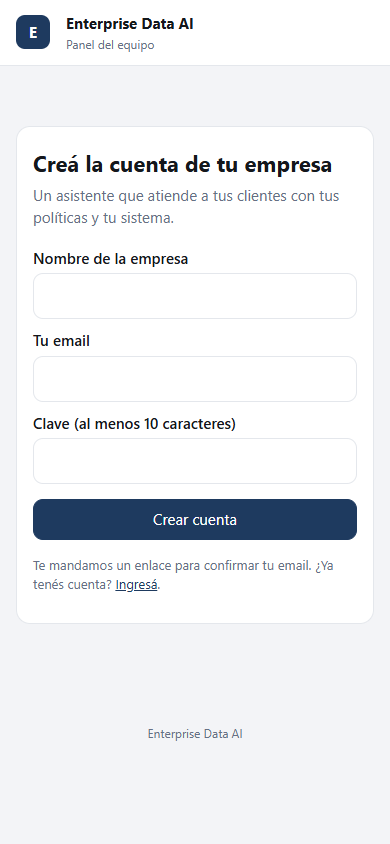 E
Enterprise Data AI
Panel del equipo
Creá la cuenta de tu empresa
Un asistente que atiende a tus clientes con tus
políticas y tu sistema.
Nombre de la empresa
Tu email
Clave (al menos 10 caracteres)
Crear cuenta
Te mandamos un enlace para confirmar tu email. ¿Ya
tenés cuenta? Ingresá.
Enterprise Data AI